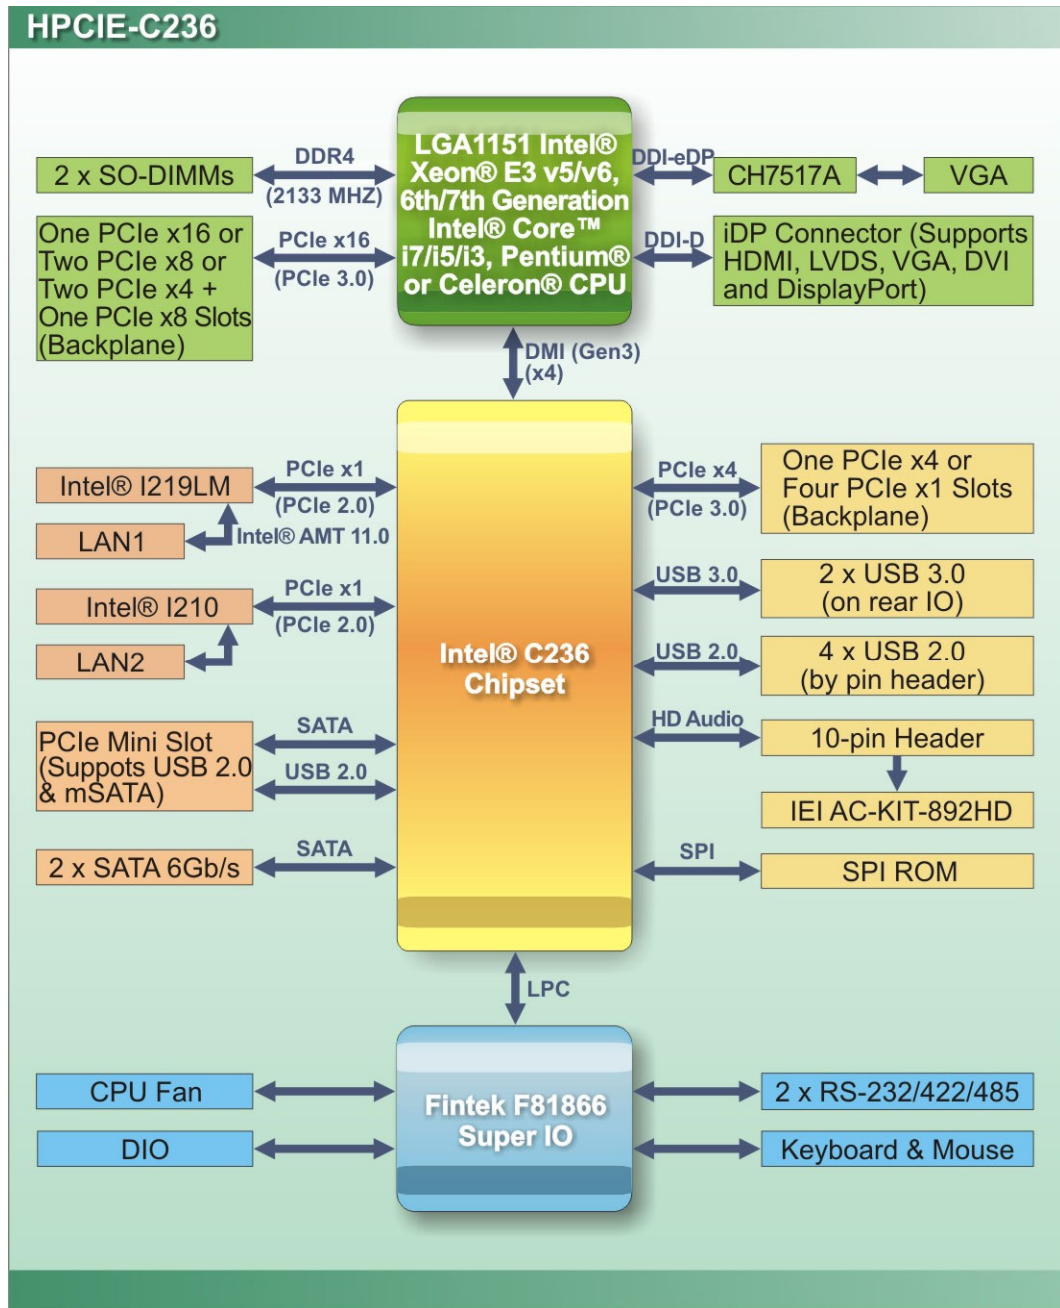 HPCIE-C236
LGA1151 Intel®
Xeon® E3 v5/v6,
6th/7th Generation
Intel® Core™
i7/i5/i3, Pentium®
or Celeron® CPU
2 x SO-DIMMs
DDR4
(2133 MHZ)
DDI-eDP
CH7517A
VGA
One PCIe x16 or
Two PCIe x8 or
Two PCIe x4 +
One PCIe x8 Slots
(Backplane)
PCIe x16
(PCIe 3.0)
DDI-D
iDP Connector (Supports
HDMI, LVDS, VGA, DVI
and DisplayPort)
DMI (Gen3)
(x4)
Intel® I219LM
PCIe x1
(PCIe 2.0)
LAN1
Intel® AMT 11.0
PCIe x4
(PCIe 3.0)
One PCIe x4 or
Four PCIe x1 Slots
(Backplane)
Intel® I210
PCIe x1
(PCIe 2.0)
LAN2
USB 3.0
2 x USB 3.0
(on rear IO)
Intel® C236
Chipset
USB 2.0
4 x USB 2.0
(by pin header)
PCIe Mini Slot
(Suppots USB 2.0
& mSATA)
SATA
USB 2.0
HD Audio
10-pin Header
IEI AC-KIT-892HD
2 x SATA 6Gb/s
SATA
SPI
SPI ROM
LPC
CPU Fan
DIO
Fintek F81866
Super IO
2 x RS-232/422/485
Keyboard & Mouse